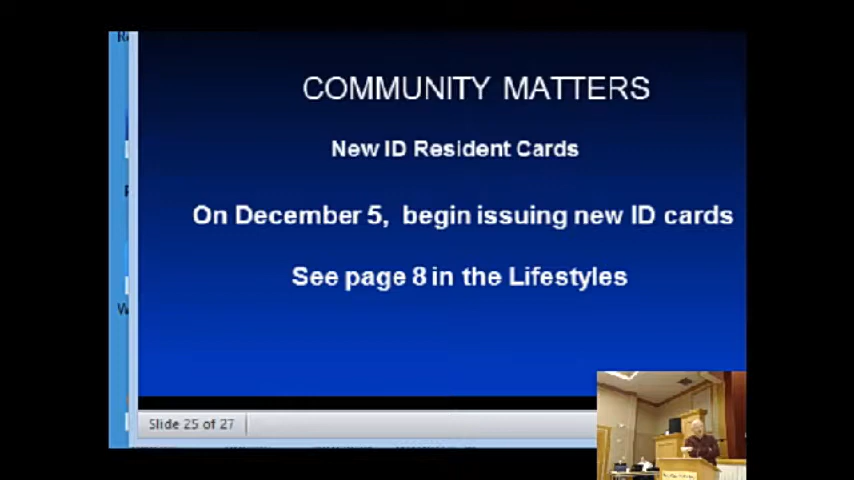 COMMUNITY MATTERS
New ID Resident Cards
On December 5, begin issuing new ID cards
See page 8 in the Lifestyles
Slide 25 of 27